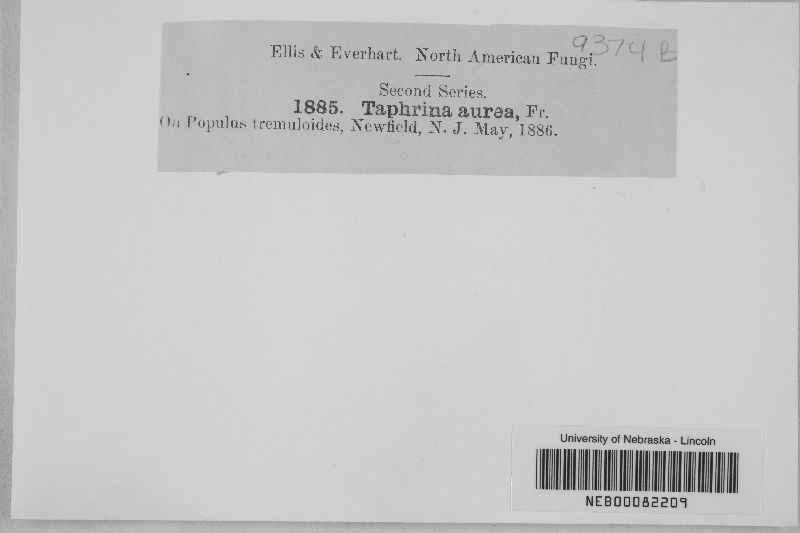 9374 B
Ellis & Everhart. North American Fungi.
Second Series.
1885. Taphrina aurea, Fr.
On Populus tremuloides, Newfield, N. J. May, 1886.
University of Nebraska - Lincoln
NEB00082209